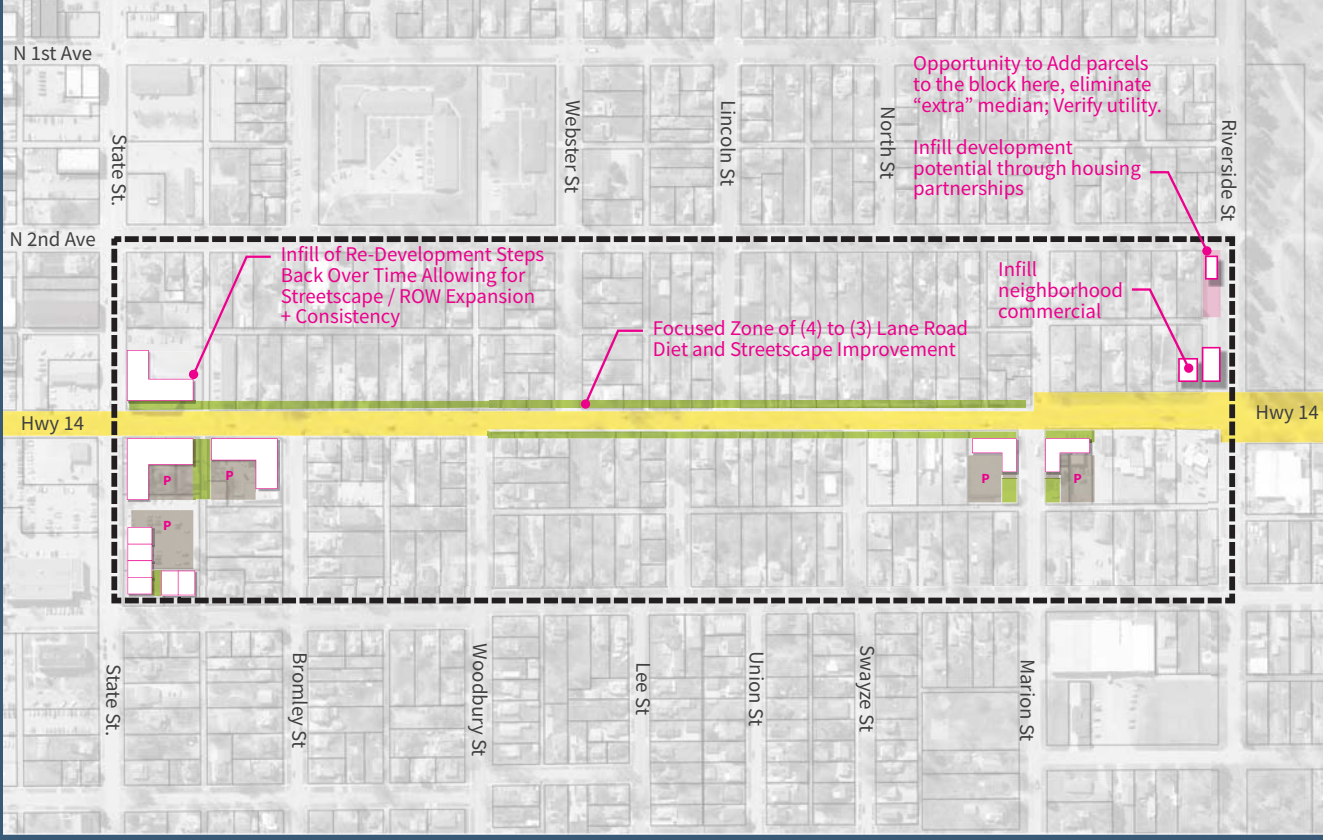 N 1st Ave
Opportunity to Add parcels
to the block here, eliminate
“extra” median; Verify utility.
State St.
Webster St
Lincoln St
North St
Riverside St
Infill development
potential through housing
partnerships
N 2nd Ave
Infill of Re-Development Steps
Back Over Time Allowing for
Streetscape / ROW Expansion
+ Consistency
Infill
neighborhood
commercial
Focused Zone of (4) to (3) Lane Road
Diet and Streetscape Improvement
Hwy 14
Hwy 14
P
P
P
P
P
State St.
Bromley St
Woodbury St
Lee St
Union St
Swayze St
Marion St